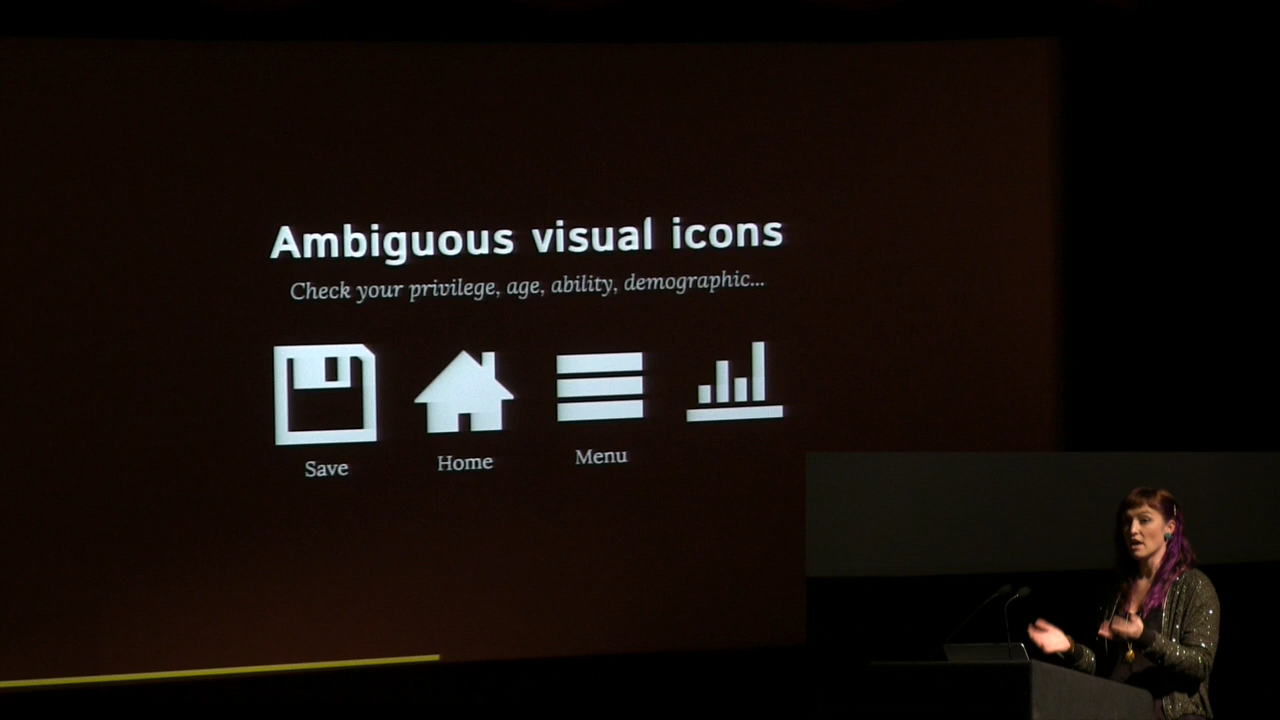 Ambiguous visual icons
Check your privilege, age, ability, demographic...
Save
Home
Menu